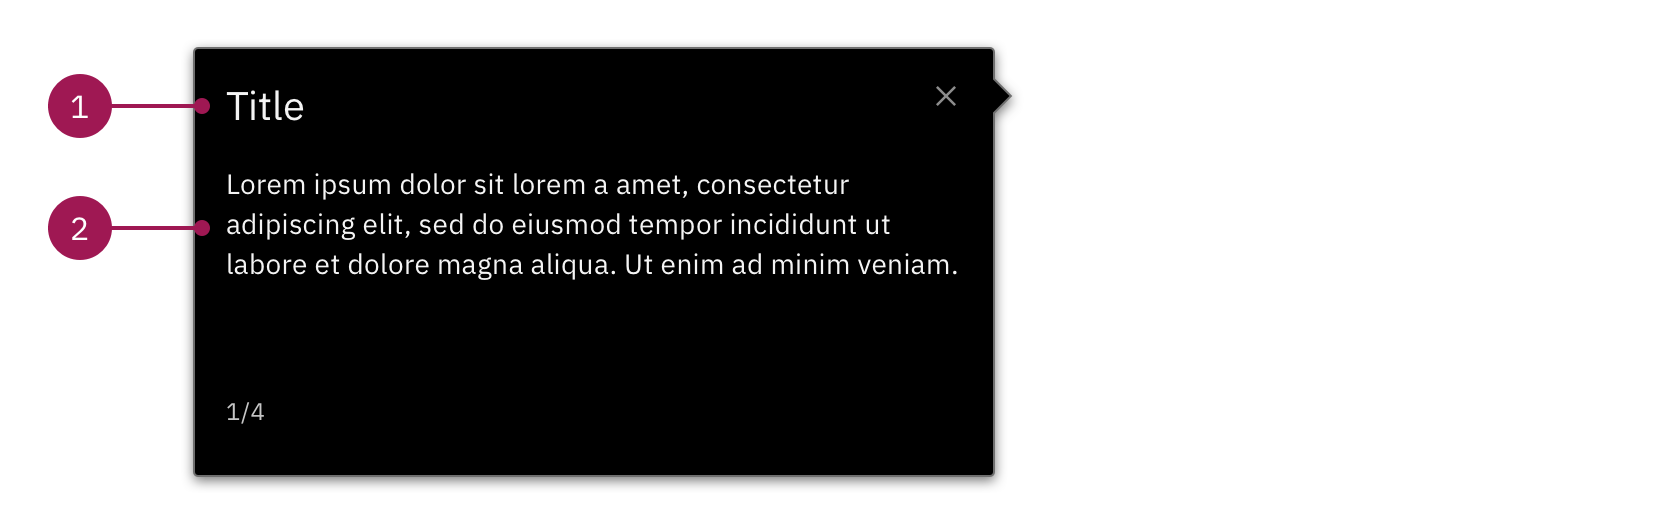 1
Title
Lorem ipsum dolor sit lorem a amet, consectetur
2
adipiscing elit, sed do eiusmod tempor incididunt ut
labore et dolore magna aliqua. Ut enim ad minim veniam.
1/4